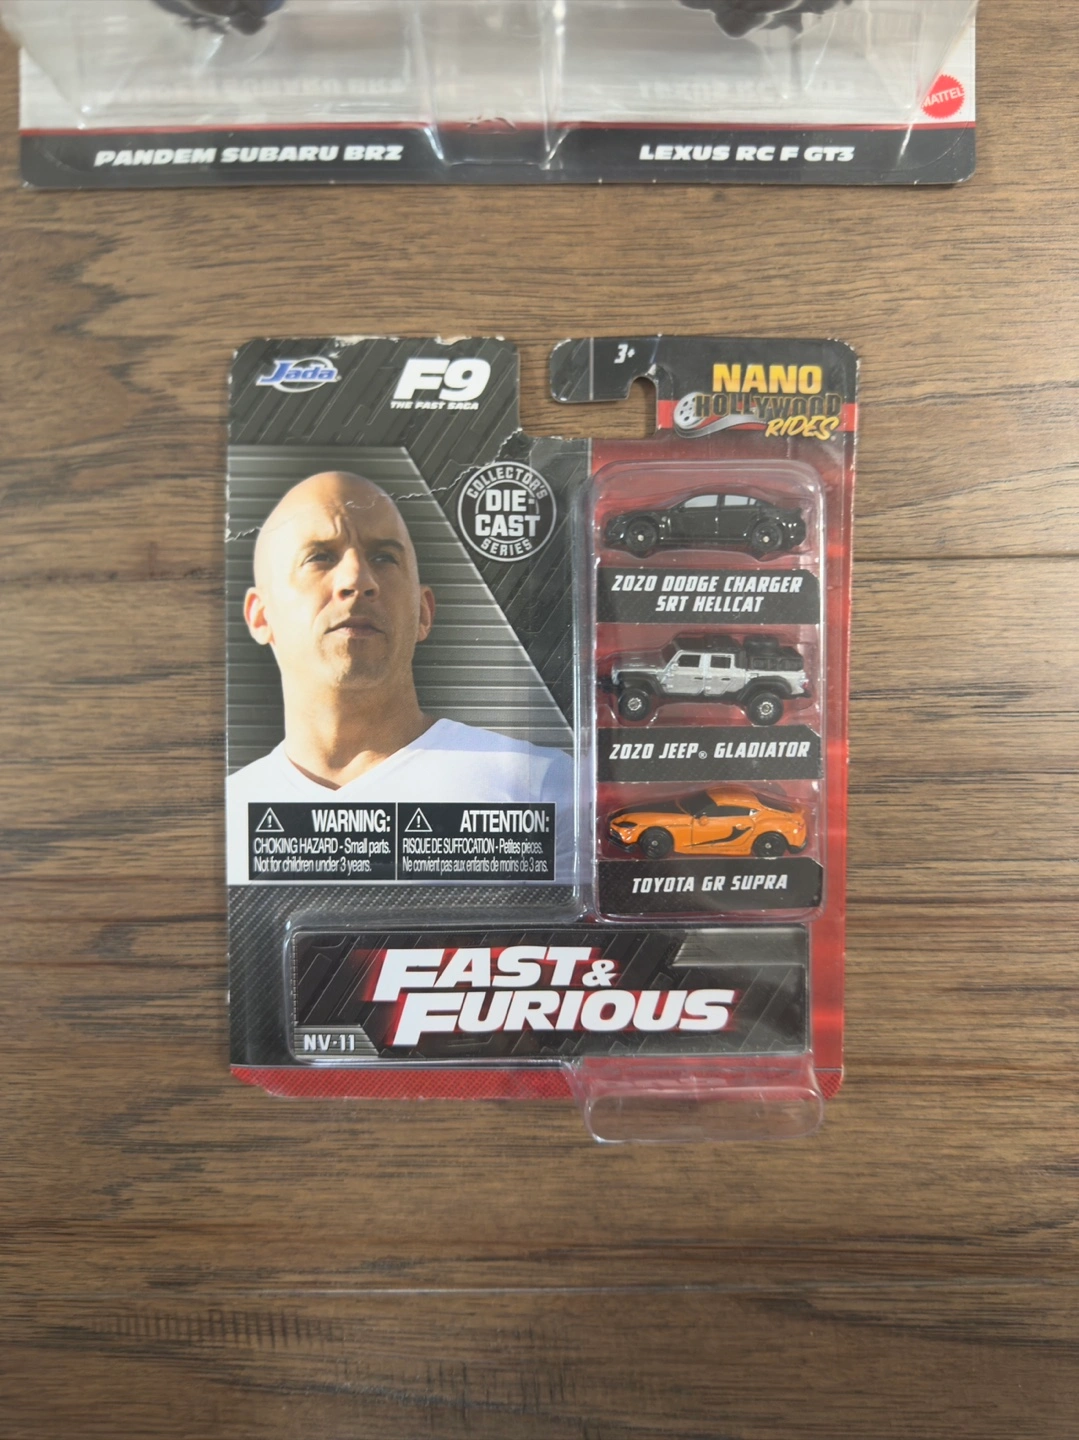 MATTEL
PANDEM SUBARU BRZ
LEXUS RC F GT3
Jada
F9
THE FAST SAGA
3+
NANO
HOLLYWOOD
RIDES
COLLECTOR'S
DIE-
CAST
SERIES
2020 DODGE CHARGER
SRT HELLCAT
2020 JEEP® GLADIATOR
TOYOTA GR SUPRA
WARNING:
CHOKING HAZARD - Small parts.
Not for children under 3 years.
ATTENTION:
RISQUE DE SUFFOCATION - Petites pièces.
Ne convient pas aux enfants de moins de 3 ans.
FAST &
FURIOUS
NV-11